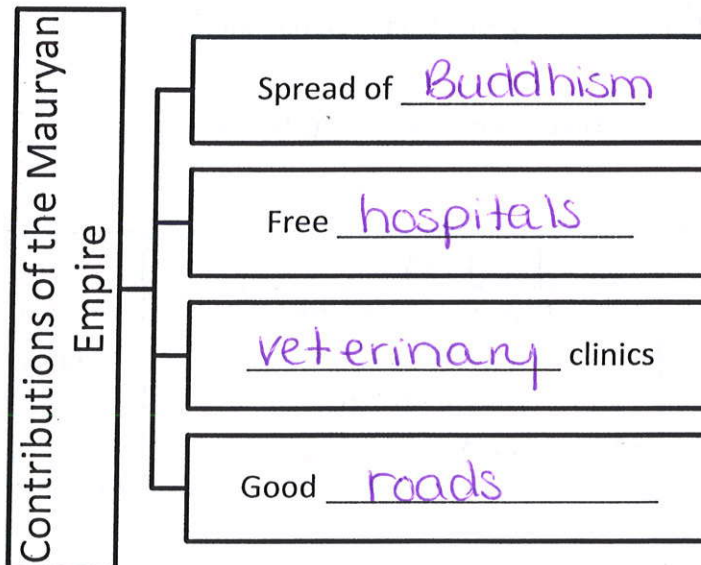 Contributions of the Mauryan
Empire
Spread of Buddhism
Free hospitals
veterinary clinics
Good roads